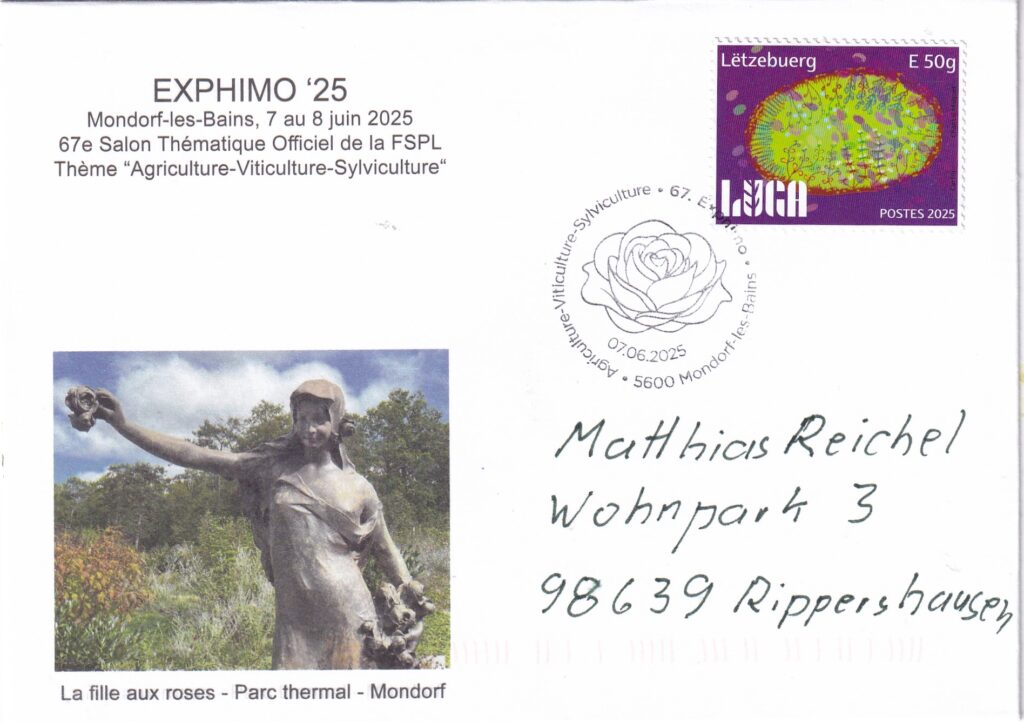 EXPHIMO ‘25
Mondorf-les-Bains, 7 au 8 juin 2025
67e Salon Thématique Officiel de la FSPL
Thème “Agriculture-Viticulture-Sylviculture“
Lëtzebuerg E 50g
LUGA
POSTES 2025
Agriculture-Viticulture-Sylviculture • 67. Exphimo •
07.06.2025
• 5600 Mondorf-les-Bains
Matthias Reichel
Wohnpark 3
98639 Rippershausen
La fille aux roses - Parc thermal - Mondorf